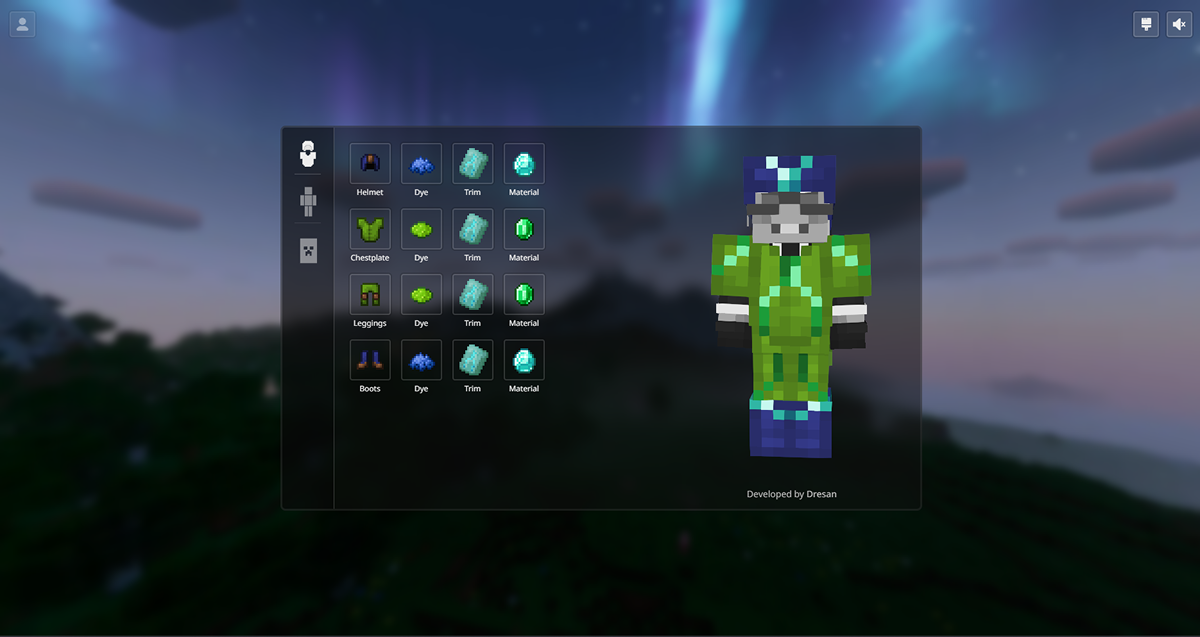 Helmet Dye Trim Material
Chestplate Dye Trim Material
Leggings Dye Trim Material
Boots Dye Trim Material
Developed by Dresan